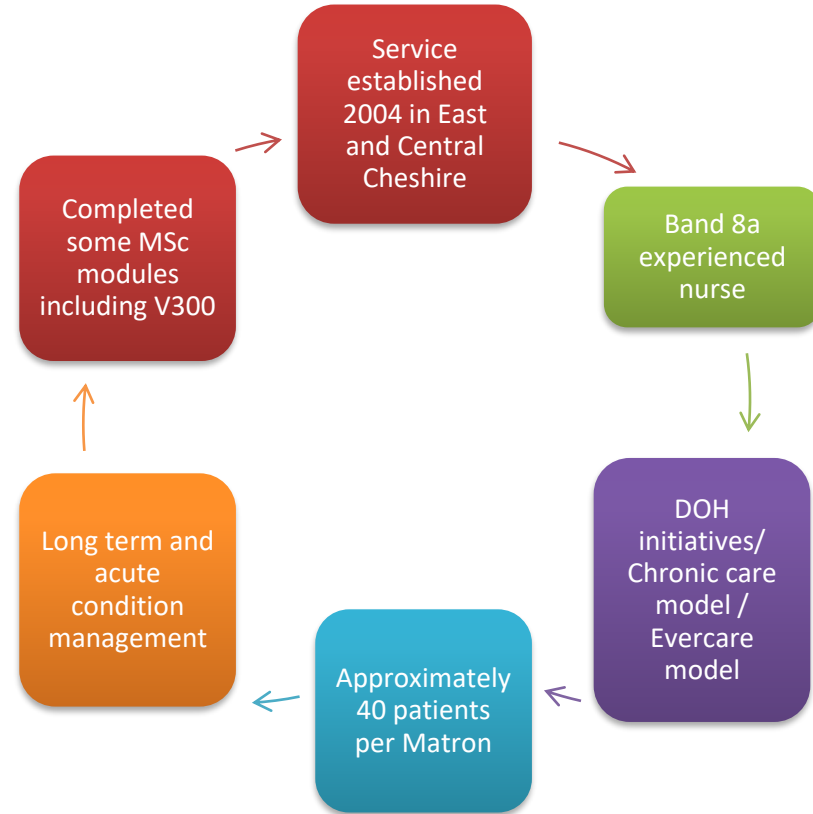 Service
established
2004 in East
and Central
Cheshire
Band 8a
experienced
nurse
DOH
initiatives/
Chronic care
model /
Evercare
model
Approximately
40 patients
per Matron
Long term and
acute
condition
management
Completed
some MSc
modules
including V300